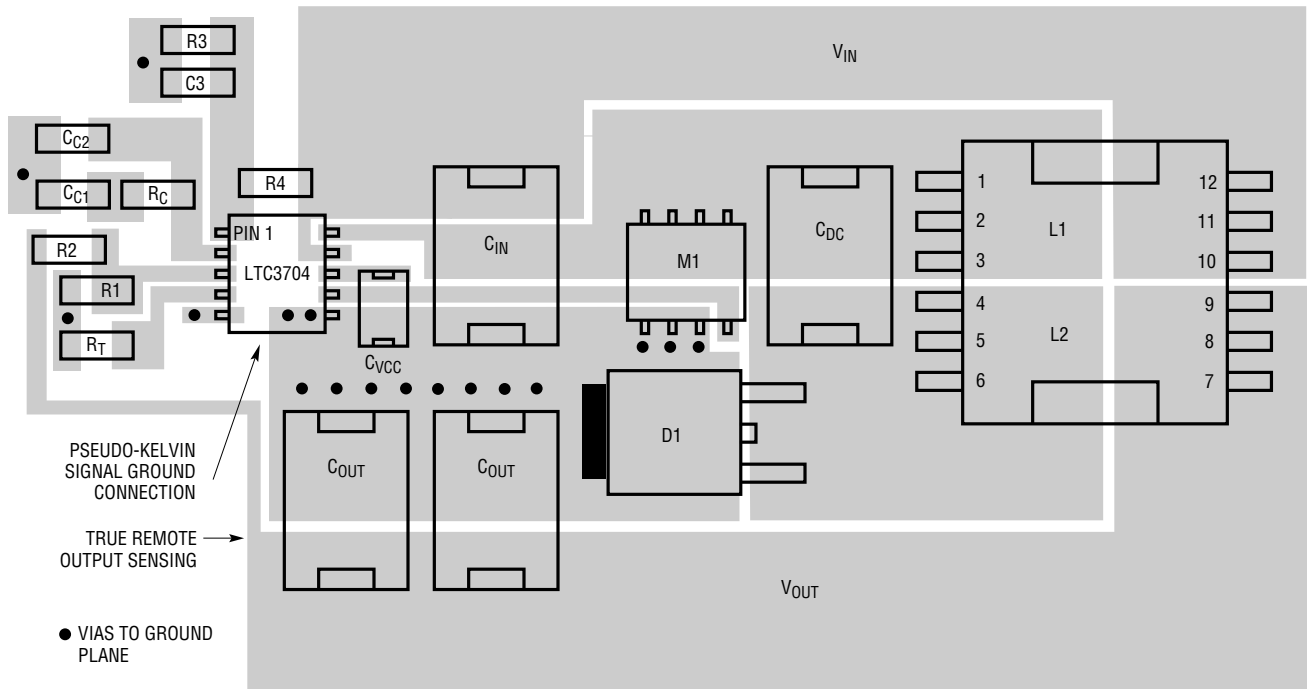 R3
V_IN
C3
C_C2
C_C1
R_C
R4
1
12
PIN 1
R2
C_IN
M1
C_DC
2
L1
11
LTC3704
3
10
R1
4
9
R_T
C_VCC
5
L2
8
6
7
D1
PSEUDO-KELVIN
SIGNAL GROUND
CONNECTION
C_OUT
C_OUT
TRUE REMOTE
OUTPUT SENSING
V_OUT
VIAS TO GROUND
PLANE